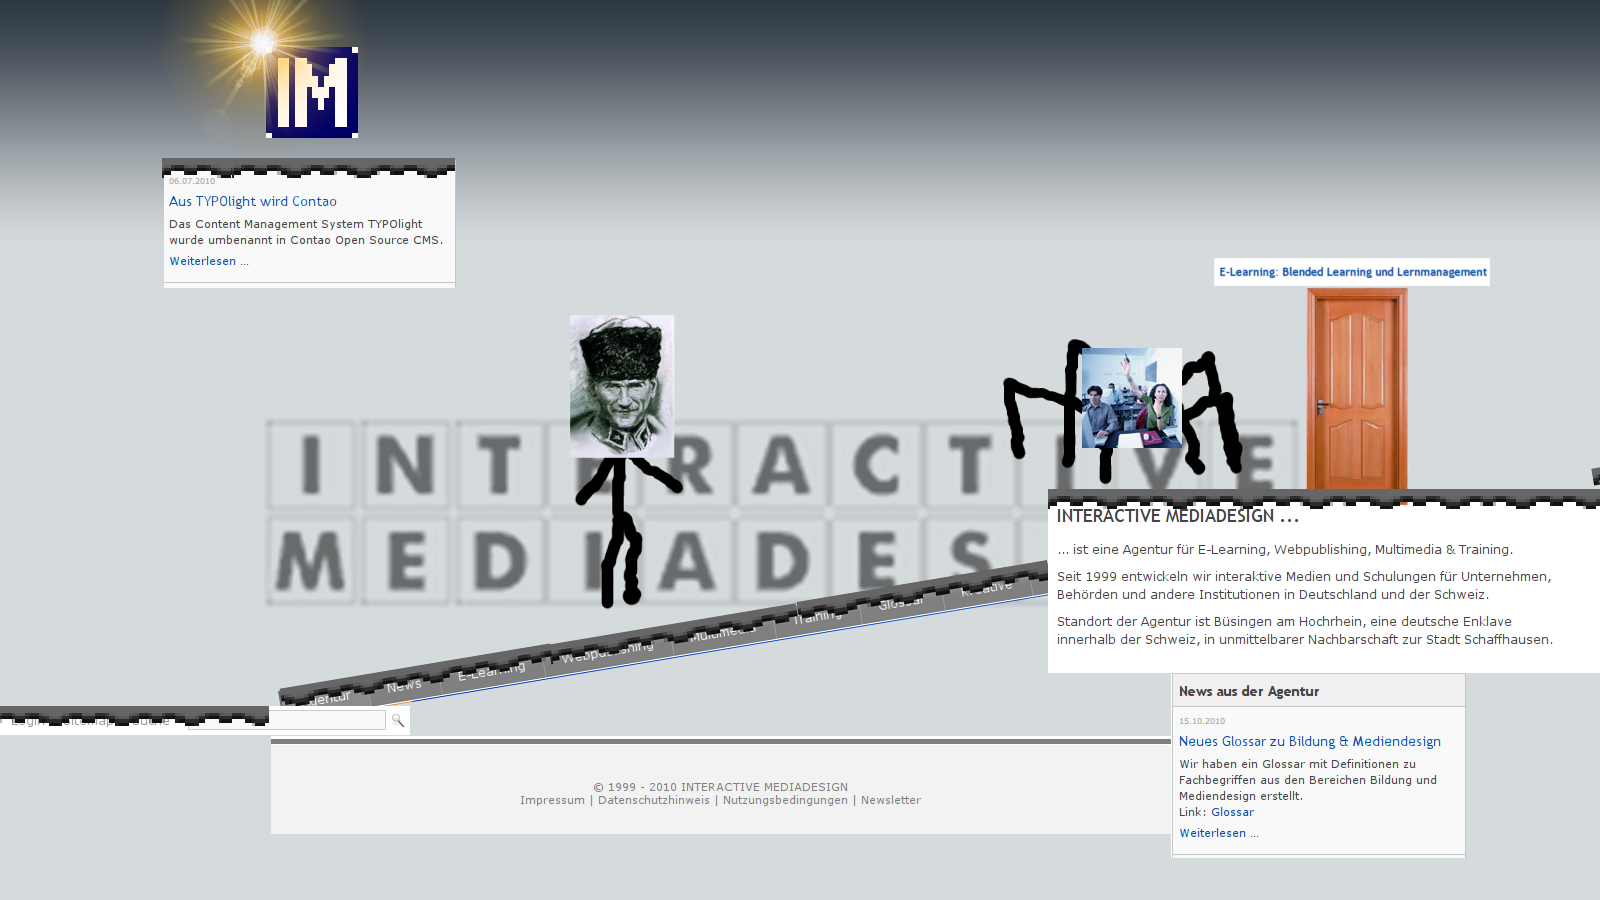 IM
06.07.2010
Aus TYPOlight wird Contao
Das Content Management System TYPOlight
wurde umbenannt in Contao Open Source CMS.
Weiterlesen ...
E-Learning: Blended Learning und Lernmanagement
INTERACTIVE
MEDIADES
INTERACTIVE MEDIADESIGN ...
... ist eine Agentur für E-Learning, Webpublishing, Multimedia & Training.
Seit 1999 entwickeln wir interaktive Medien und Schulungen für Unternehmen,
Behörden und andere Institutionen in Deutschland und der Schweiz.
Standort der Agentur ist Büsingen am Hochrhein, eine deutsche Enklave
innerhalb der Schweiz, in unmittelbarer Nachbarschaft zur Stadt Schaffhausen.
Agentur News E-Learning Webpublishing Multimedia Training Glossar Kreative
News aus der Agentur
15.10.2010
Neues Glossar zu Bildung & Mediendesign
Wir haben ein Glossar mit Definitionen zu
Fachbegriffen aus den Bereichen Bildung und
Mediendesign erstellt.
Link: Glossar
Weiterlesen ...
Login Sitemap Suche
© 1999 - 2010 INTERACTIVE MEDIADESIGN
Impressum | Datenschutzhinweis | Nutzungsbedingungen | Newsletter